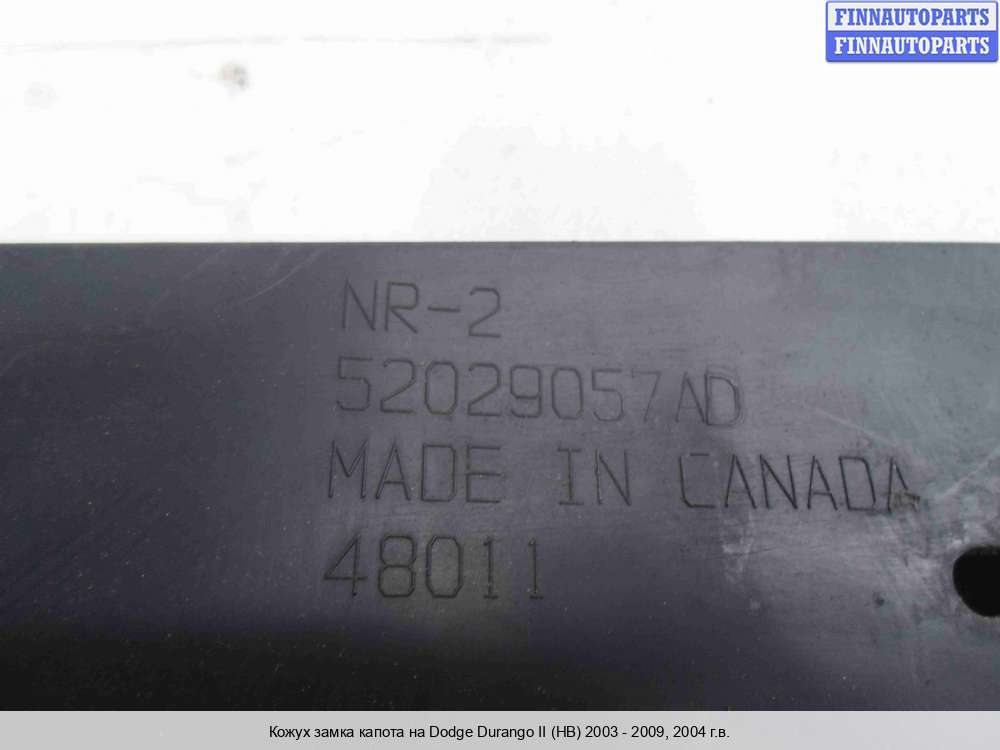 FINNAUTOPARTS
FINNAUTOPARTS
NR-2
52029057AD
MADE IN CANADA
48011
Кожух замка капота на Dodge Durango II (HB) 2003 - 2009, 2004 г.в.